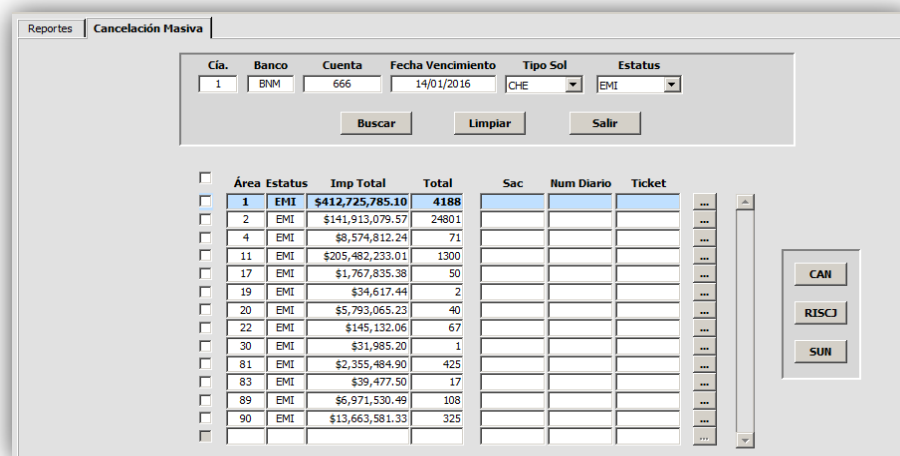 Reportes Cancelación Masiva
Cía. Banco Cuenta Fecha Vencimiento Tipo Sol Estatus
1 BNM 666 14/01/2016 CHE EMI
Buscar Limpiar Salir
Área Estatus Imp Total Total Sac Num Diario Ticket
1 EMI $412,725,785.10 4188 ...
2 EMI $141,913,079.57 24801 ...
4 EMI $8,574,812.24 71 ...
11 EMI $205,482,233.01 1300 ...
17 EMI $1,767,835.38 50 ...
19 EMI $34,617.44 2 ...
20 EMI $5,793,065.23 40 ...
22 EMI $145,132.06 67 ...
30 EMI $31,985.20 1 ...
81 EMI $2,355,484.90 425 ...
83 EMI $39,477.50 17 ...
89 EMI $6,971,530.49 108 ...
90 EMI $13,663,581.33 325 ...
...
CAN
RISCJ
SUN